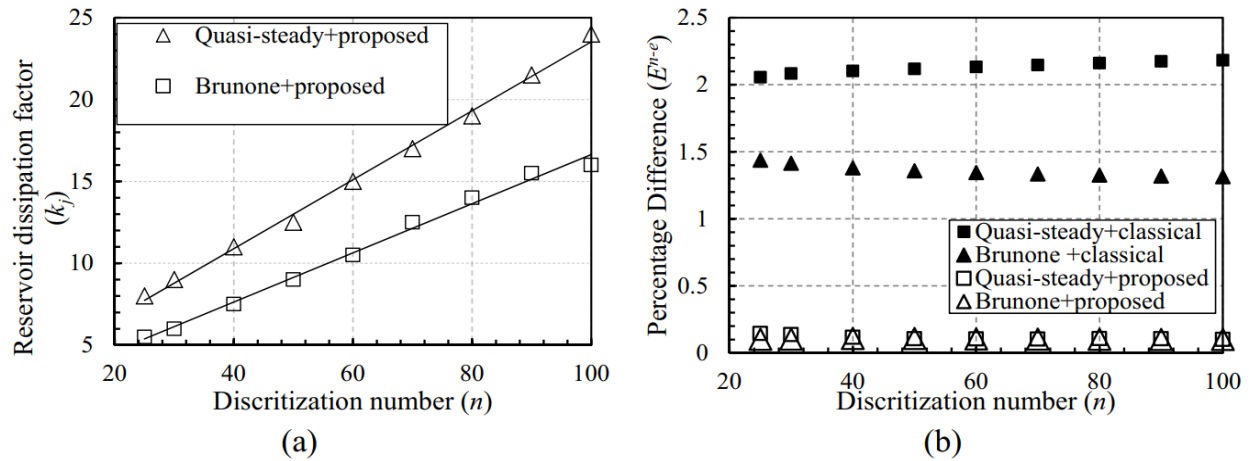 25
20
15
10
5
20
40
60
80
100
Reservoir dissipation factor
(kj)
Quasi-steady+proposed
Brunone+proposed
Discritization number (n)
(a)
2.5
2
1.5
1
0.5
0
20
40
60
80
100
Percentage Difference (E^{n-e})
Quasi-steady+classical
Brunone +classical
Quasi-steady+proposed
Brunone+proposed
Discritization number (n)
(b)